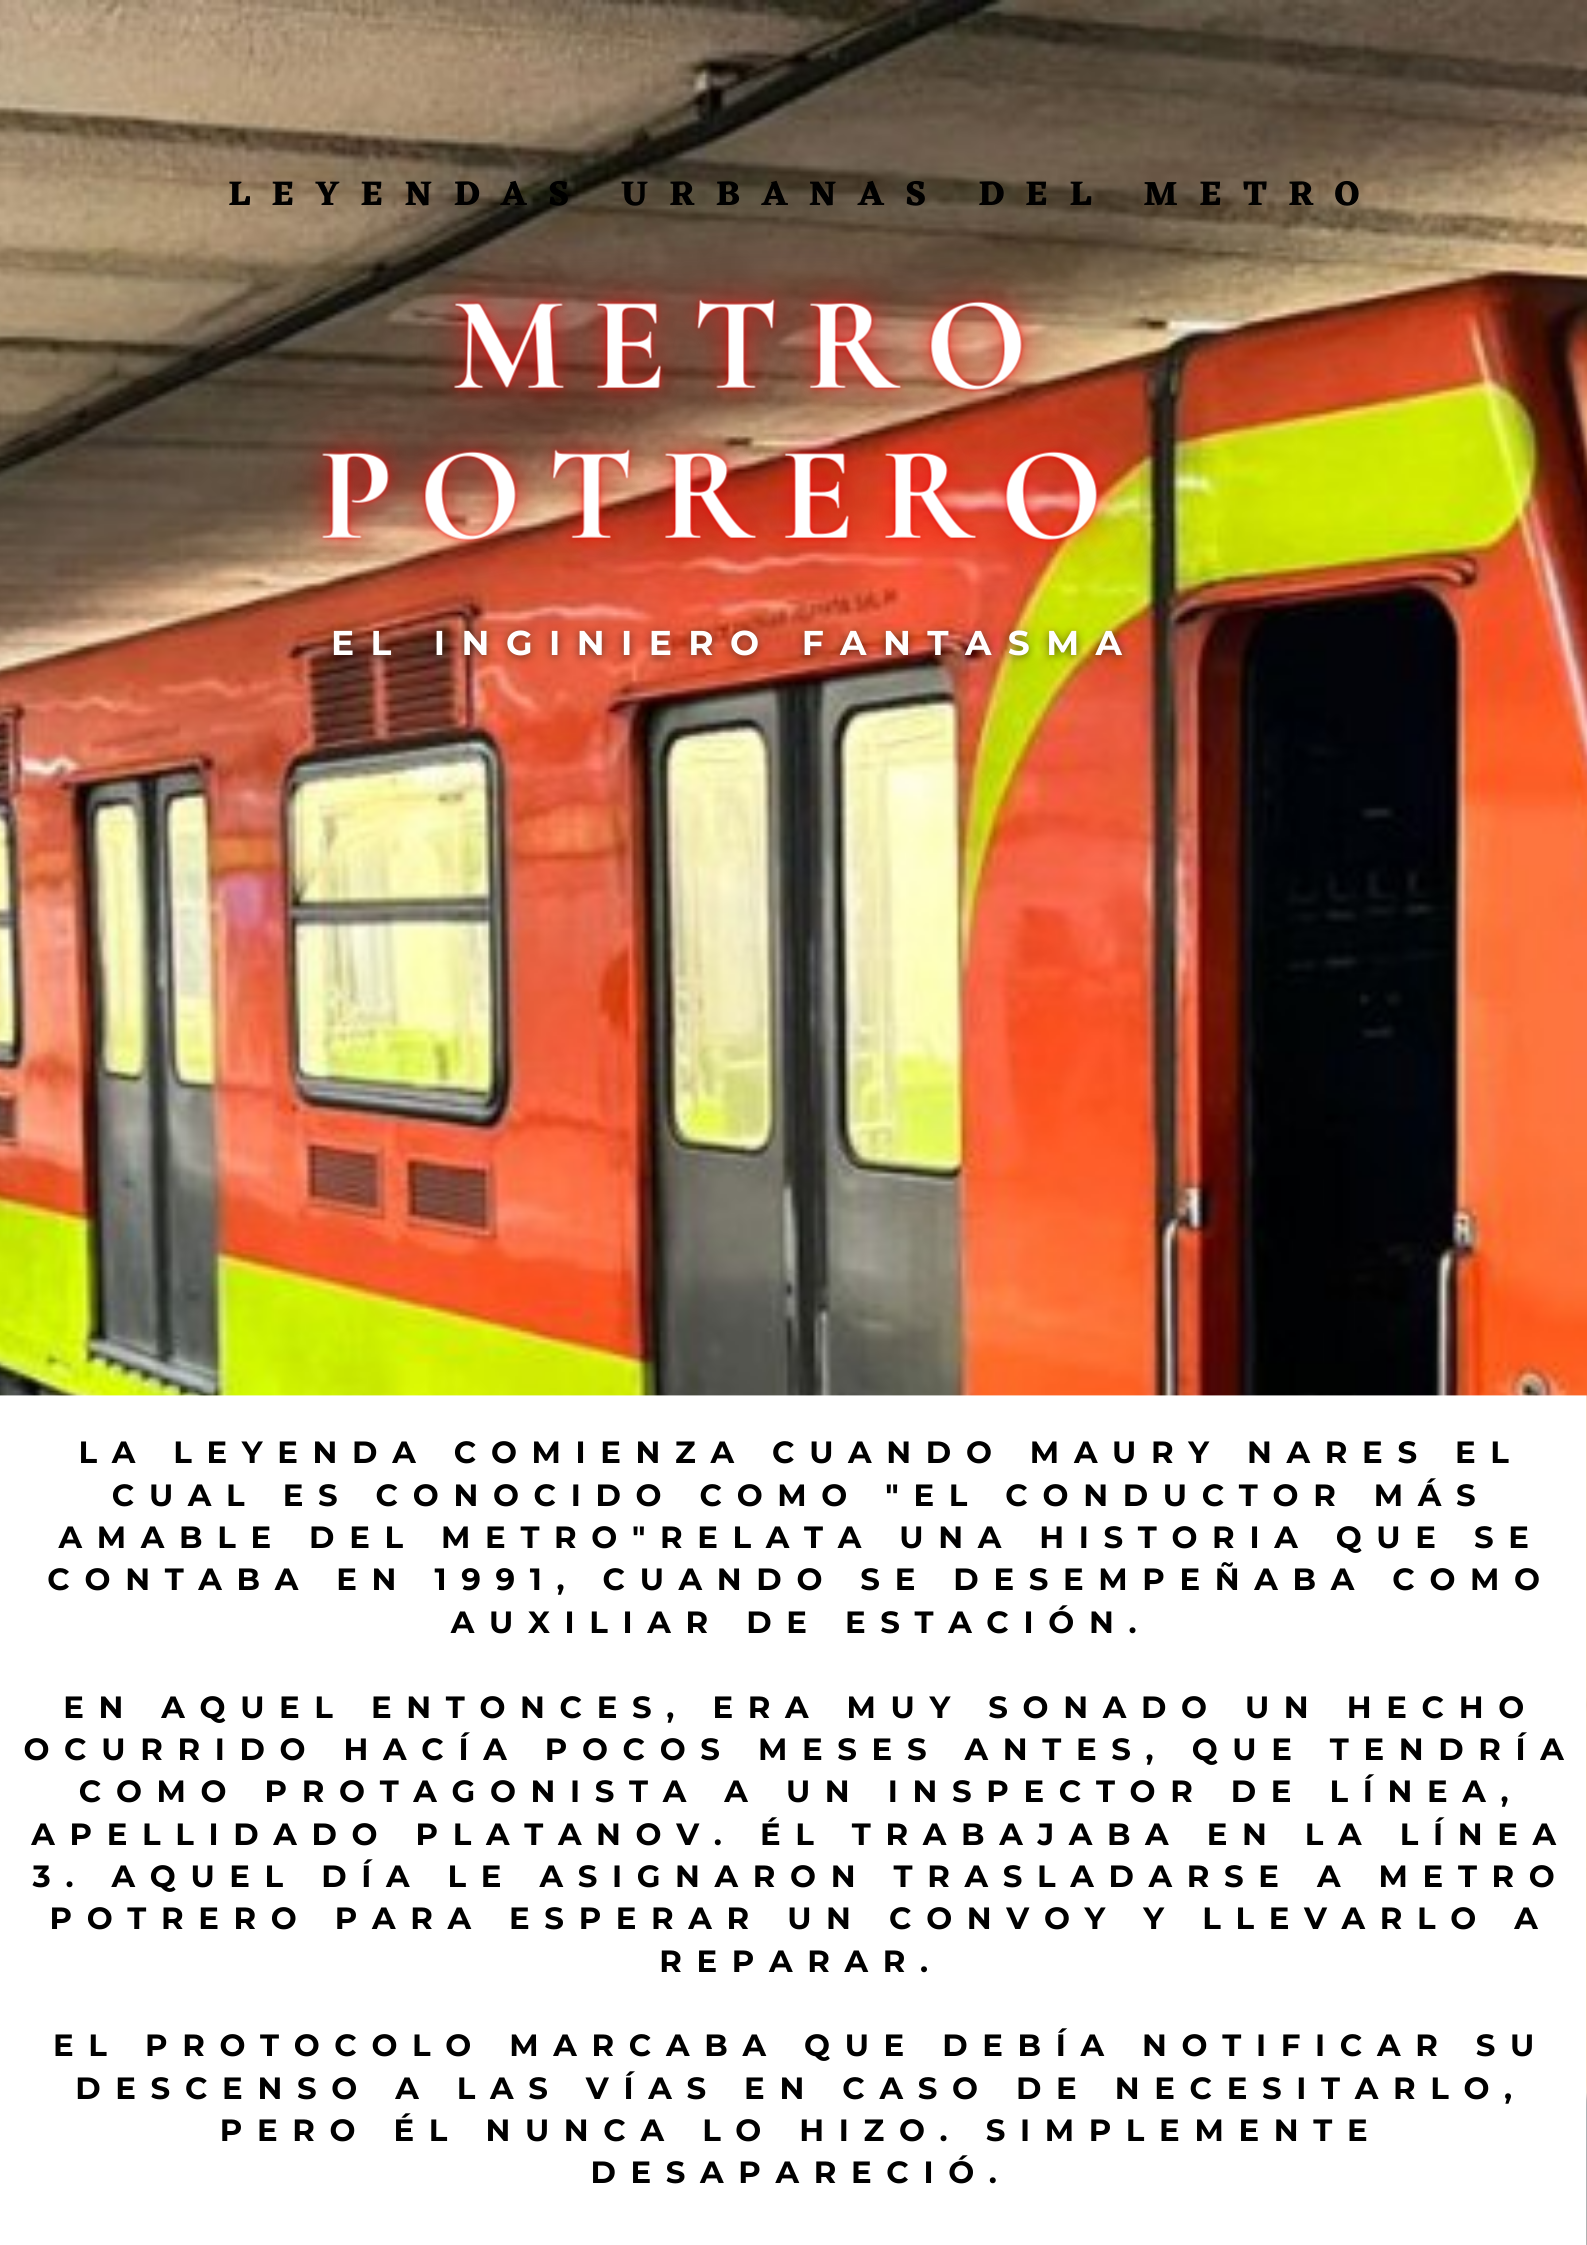 LEYENDAS URBANAS DEL METRO
METRO
POTRERO
EL INGINIERO FANTASMA
LA LEYENDA COMIENZA CUANDO MAURY NARES EL
CUAL ES CONOCIDO COMO "EL CONDUCTOR MÁS
AMABLE DEL METRO"RELATA UNA HISTORIA QUE SE
CONTABA EN 1991, CUANDO SE DESEMPEÑABA COMO
AUXILIAR DE ESTACIÓN.
EN AQUEL ENTONCES, ERA MUY SONADO UN HECHO
OCURRIDO HACÍA POCOS MESES ANTES, QUE TENDRÍA
COMO PROTAGONISTA A UN INSPECTOR DE LÍNEA,
APELLIDADO PLATANOV. ÉL TRABAJABA EN LA LÍNEA
3. AQUEL DÍA LE ASIGNARON TRASLADARSE A METRO
POTRERO PARA ESPERAR UN CONVOY Y LLEVARLO A
REPARAR.
EL PROTOCOLO MARCABA QUE DEBÍA NOTIFICAR SU
DESCENSO A LAS VÍAS EN CASO DE NECESITARLO,
PERO ÉL NUNCA LO HIZO. SIMPLEMENTE
DESAPARECIÓ.